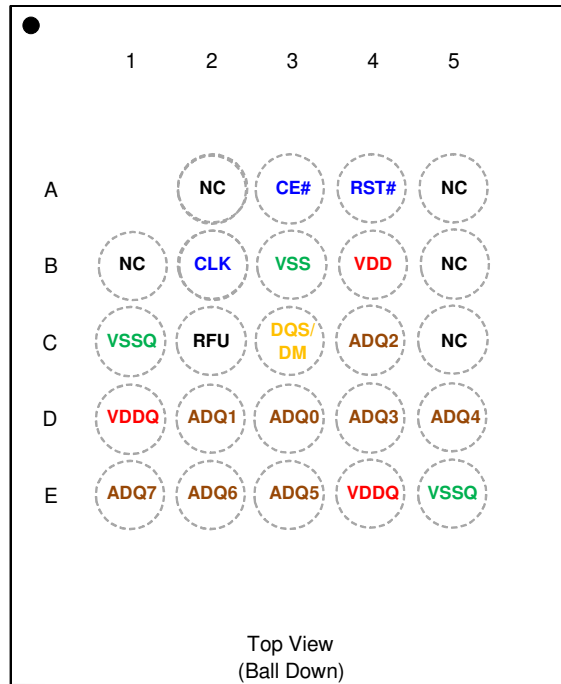 1 2 3 4 5
A NC CE# RST# NC
B NC CLK VSS VDD NC
C VSSQ RFU DQS/
DM ADQ2 NC
D VDDQ ADQ1 ADQ0 ADQ3 ADQ4
E ADQ7 ADQ6 ADQ5 VDDQ VSSQ
Top View
(Ball Down)